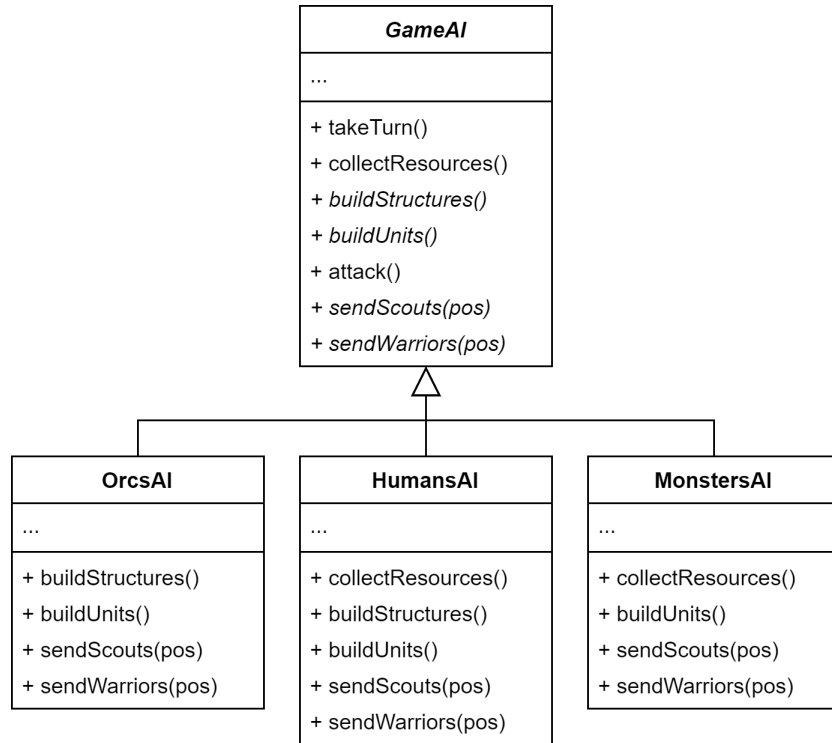 GameAI
...
+ takeTurn()
+ collectResources()
+ buildStructures()
+ buildUnits()
+ attack()
+ sendScouts(pos)
+ sendWarriors(pos)
OrcsAI
...
+ buildStructures()
+ buildUnits()
+ sendScouts(pos)
+ sendWarriors(pos)
HumansAI
...
+ collectResources()
+ buildStructures()
+ buildUnits()
+ sendScouts(pos)
+ sendWarriors(pos)
MonstersAI
...
+ collectResources()
+ buildUnits()
+ sendScouts(pos)
+ sendWarriors(pos)